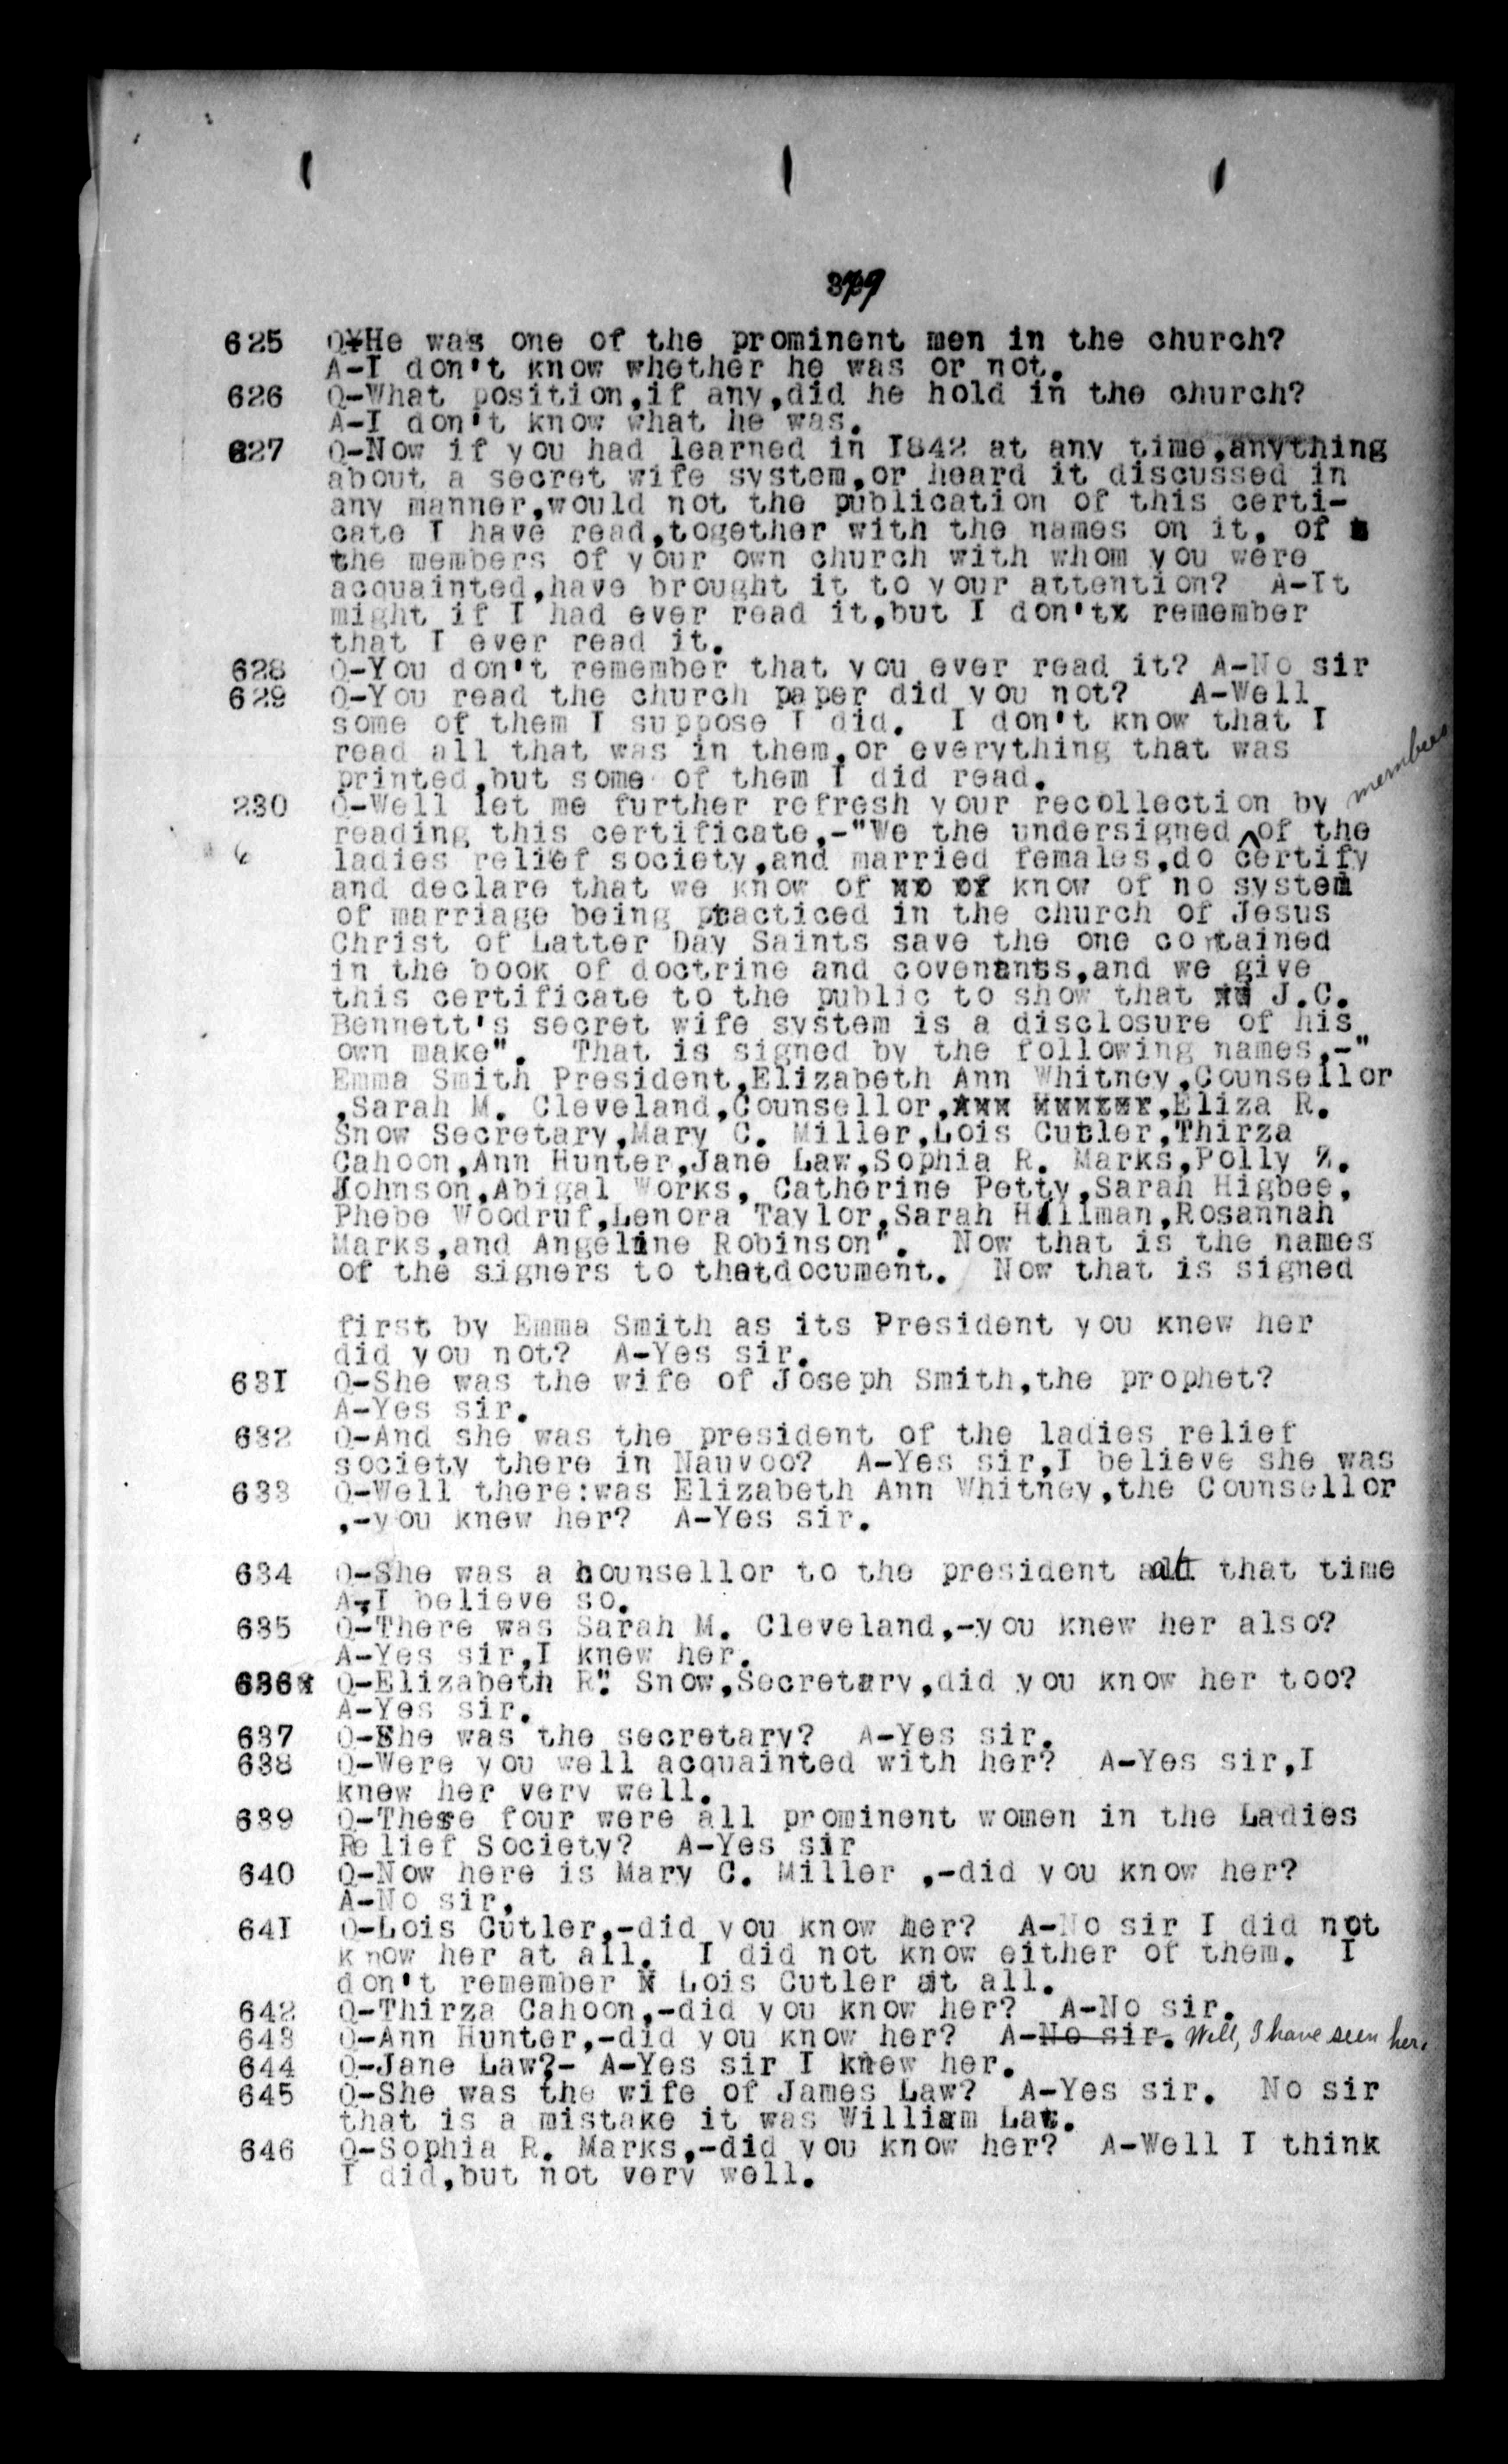 379
625 Q-He was one of the prominent men in the church?
A-I don't know whether he was or not.
626 Q-What position,if any,did he hold in the church?
A-I don't know what he was.
627 Q-Now if you had learned in I842 at any time,anything
about a secret wife system,or heard it discussed in
any manner,would not the publication of this certi-
cate I have read,together with the names on it, of
the members of your own church with whom you were
acquainted,have brought it to your attention? A-It
might if I had ever read it,but I don'tx remember
that I ever read it.
628 Q-You don't remember that you ever read it? A-No sir
629 Q-You read the church paper did you not? A-Well
some of them I suppose I did. I don't know that I
read all that was in them,or everything that was
printed,but some of them I did read.
230 Q-Well let me further refresh your recollection by
6
reading this certificate,-"We the undersigned members of the
ladies relief society,and married females,do certify
and declare that we know of xx xx know of no system
of marriage being practiced in the church of Jesus
Christ of Latter Day Saints save the one contained
in the book of doctrine and covenants,and we give
this certificate to the public to show that xx J.C.
Bennett's secret wife system is a disclosure of his
own make". That is signed by the following names,-"
Emma Smith President,Elizabeth Ann Whitney,Counsellor
,Sarah M. Cleveland,Counsellor,xxx xxxxxx,Eliza R.
Snow Secretary,Mary C. Miller,Lois Cutler,Thirza
Cahoon,Ann Hunter,Jane Law,Sophia R. Marks,Polly Z.
Johnson,Abigal Works, Catherine Petty,Sarah Higbee,
Phebe Woodruf,Lenora Taylor,Sarah Hillman,Rosannah
Marks,and Angeline Robinson". Now that is the names
of the signers to thatdocument. Now that is signed
first by Emma Smith as its President you knew her
did you not? A-Yes sir.
63I Q-She was the wife of Joseph Smith,the prophet?
A-Yes sir.
632 Q-And she was the president of the ladies relief
society there in Nauvoo? A-Yes sir,I believe she was
633 Q-Well there:was Elizabeth Ann Whitney,the Counsellor
,-you knew her? A-Yes sir.
634 Q-She was a counsellor to the president at that time
A-,I believe so.
635 Q-There was Sarah M. Cleveland,-you knew her also?
A-Yes sir,I knew her.
636x Q-Elizabeth R". Snow,Secretary,did you know her too?
A-Yes sir.
637 Q-She was the secretary? A-Yes sir.
638 Q-Were you well acquainted with her? A-Yes sir,I
knew her very well.
639 Q-These four were all prominent women in the Ladies
Relief Society? A-Yes sir
640 Q-Now here is Mary C. Miller ,-did you know her?
A-No sir.
64I Q-Lois Cutler,-did you know her? A-No sir I did not
know her at all. I did not know either of them. I
don't remember X Lois Cutler at all.
642 Q-Thirza Cahoon,-did you know her? A-No sir.
643 Q-Ann Hunter,-did you know her? A-No sir. Well, I have seen her.
644 Q-Jane Law?- A-Yes sir I knew her.
645 Q-She was the wife of James Law? A-Yes sir. No sir
that is a mistake it was William Law.
646 Q-Sophia R. Marks,-did you know her? A-Well I think
I did,but not very well.